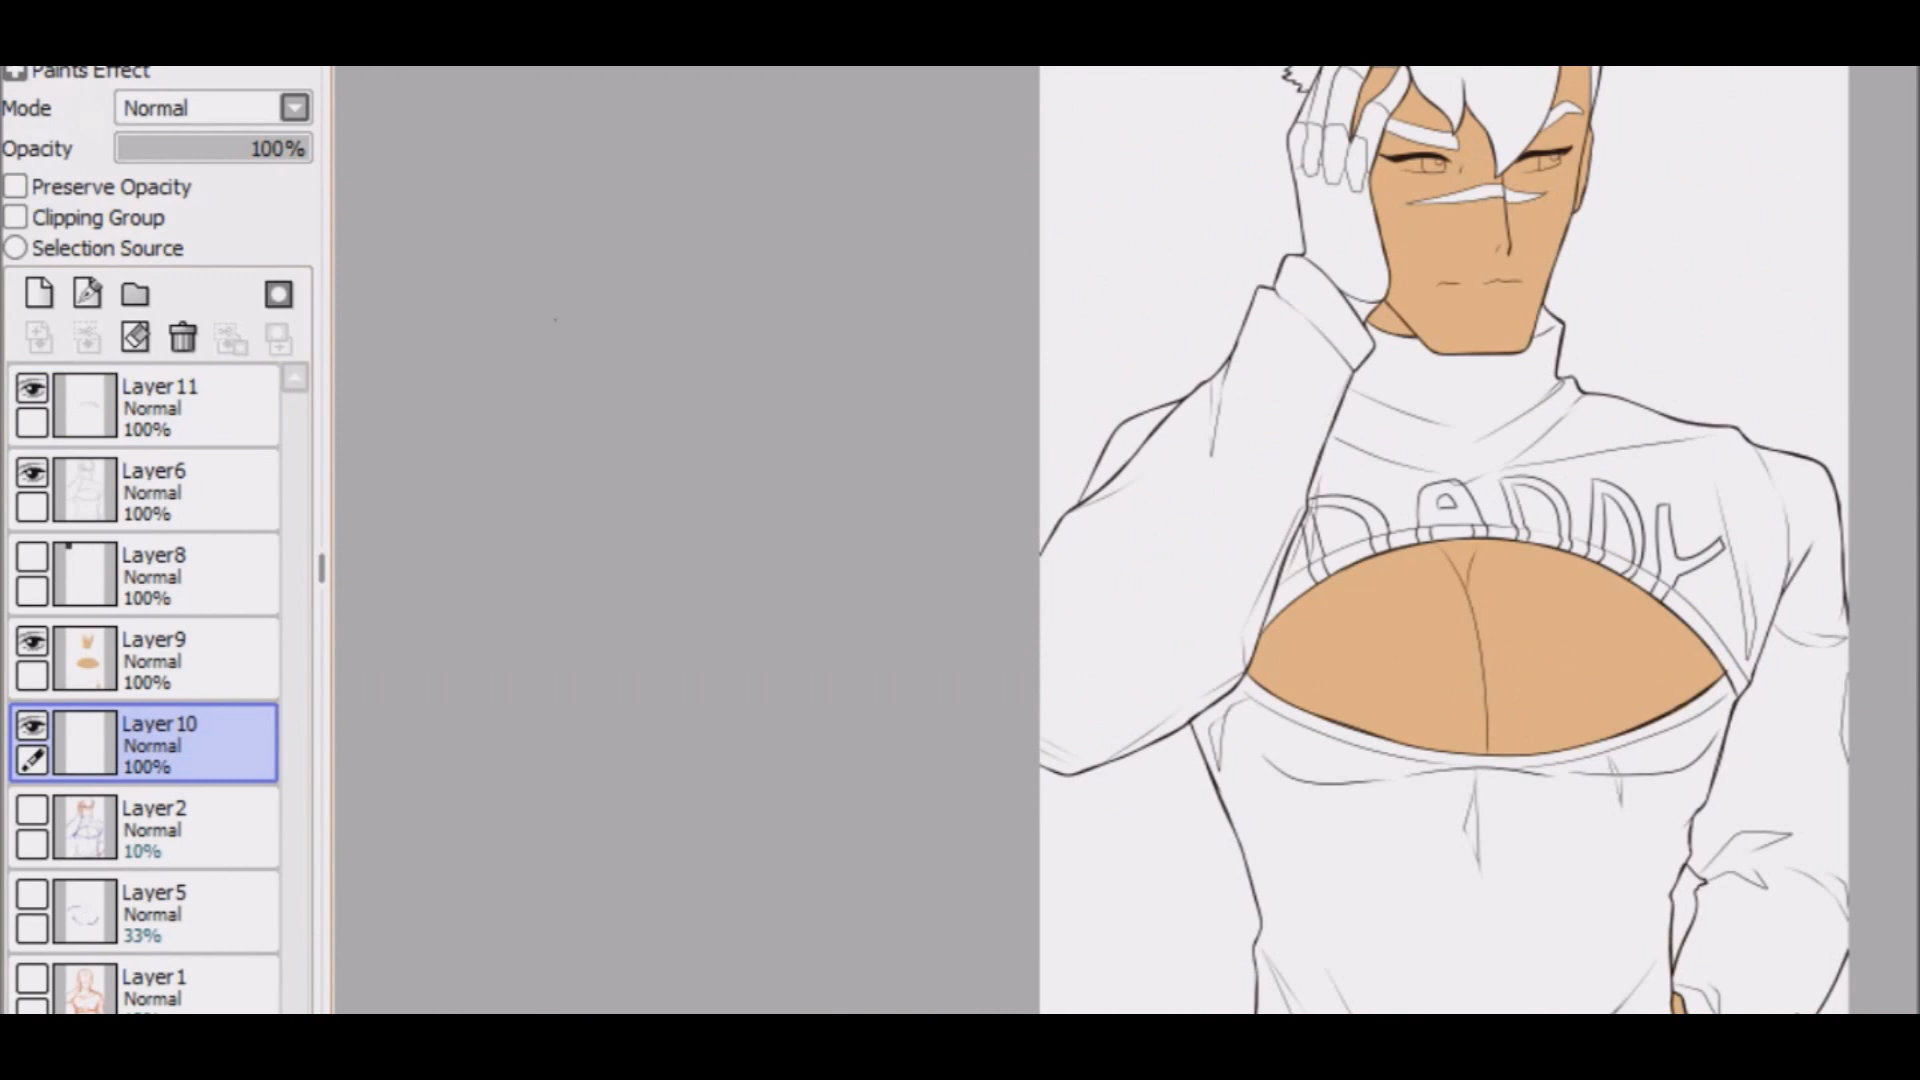 Paints Effect
Mode Normal
Opacity 100%
Preserve Opacity
Clipping Group
Selection Source
Layer11
Normal
100%
Layer6
Normal
100%
Layer8
Normal
100%
Layer9
Normal
100%
Layer10
Normal
100%
Layer2
Normal
10%
Layer5
Normal
33%
Layer1
Normal
DADDY